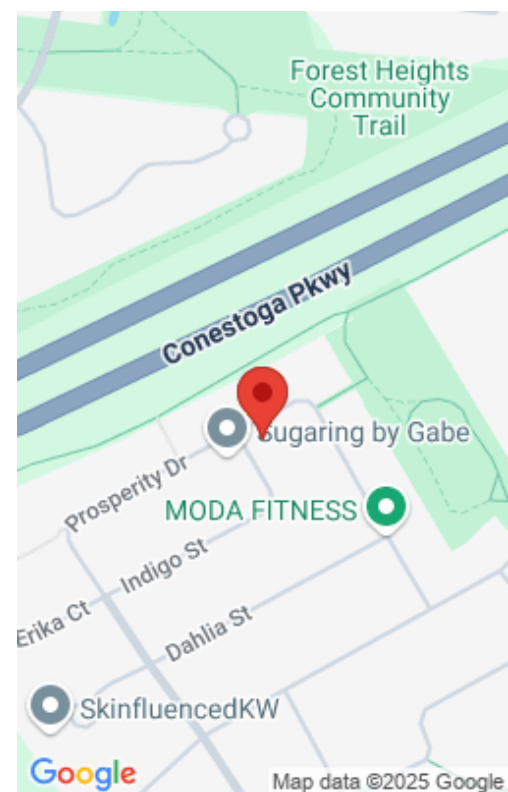 Forest Heights
Community
Trail
Conestoga Pkwy
Sugaring by Gabe
Prosperity Dr
MODA FITNESS
Indigo St
Erika Ct
Dahlia St
SkinfluencedKW
Google
Map data ©2025 Google